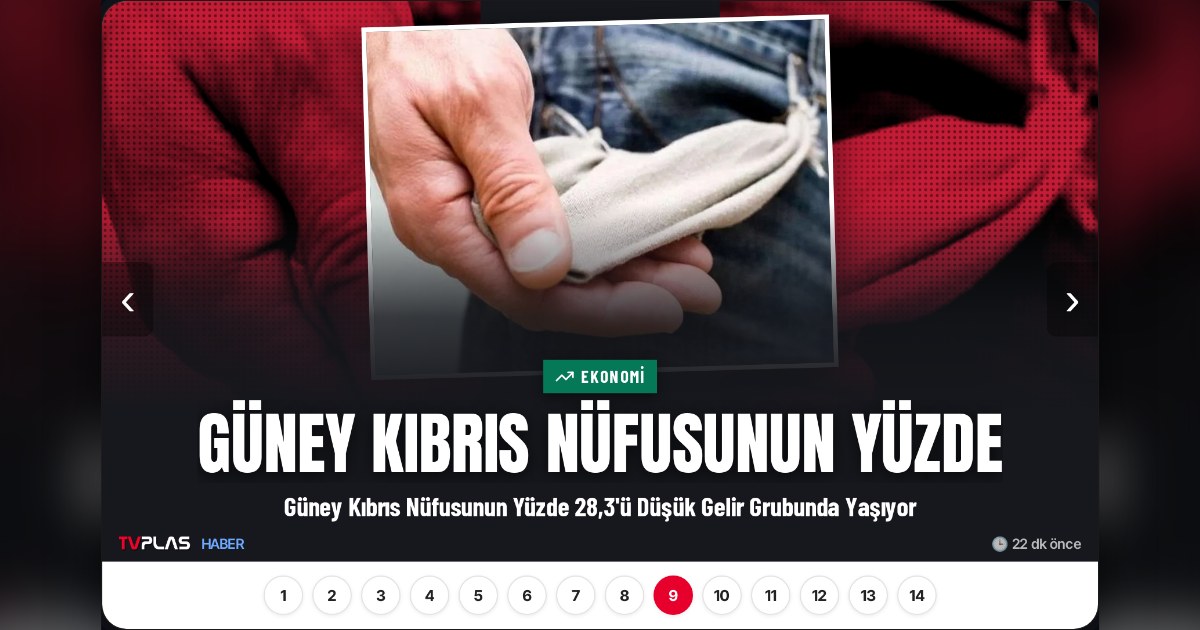 EKONOMİ
GÜNEY KIBRIS NÜFUSUNUN YÜZDE
Güney Kıbrıs Nüfusunun Yüzde 28,3'ü Düşük Gelir Grubunda Yaşıyor
TVPLAS HABER
22 dk önce
1 2 3 4 5 6 7 8 9 10 11 12 13 14